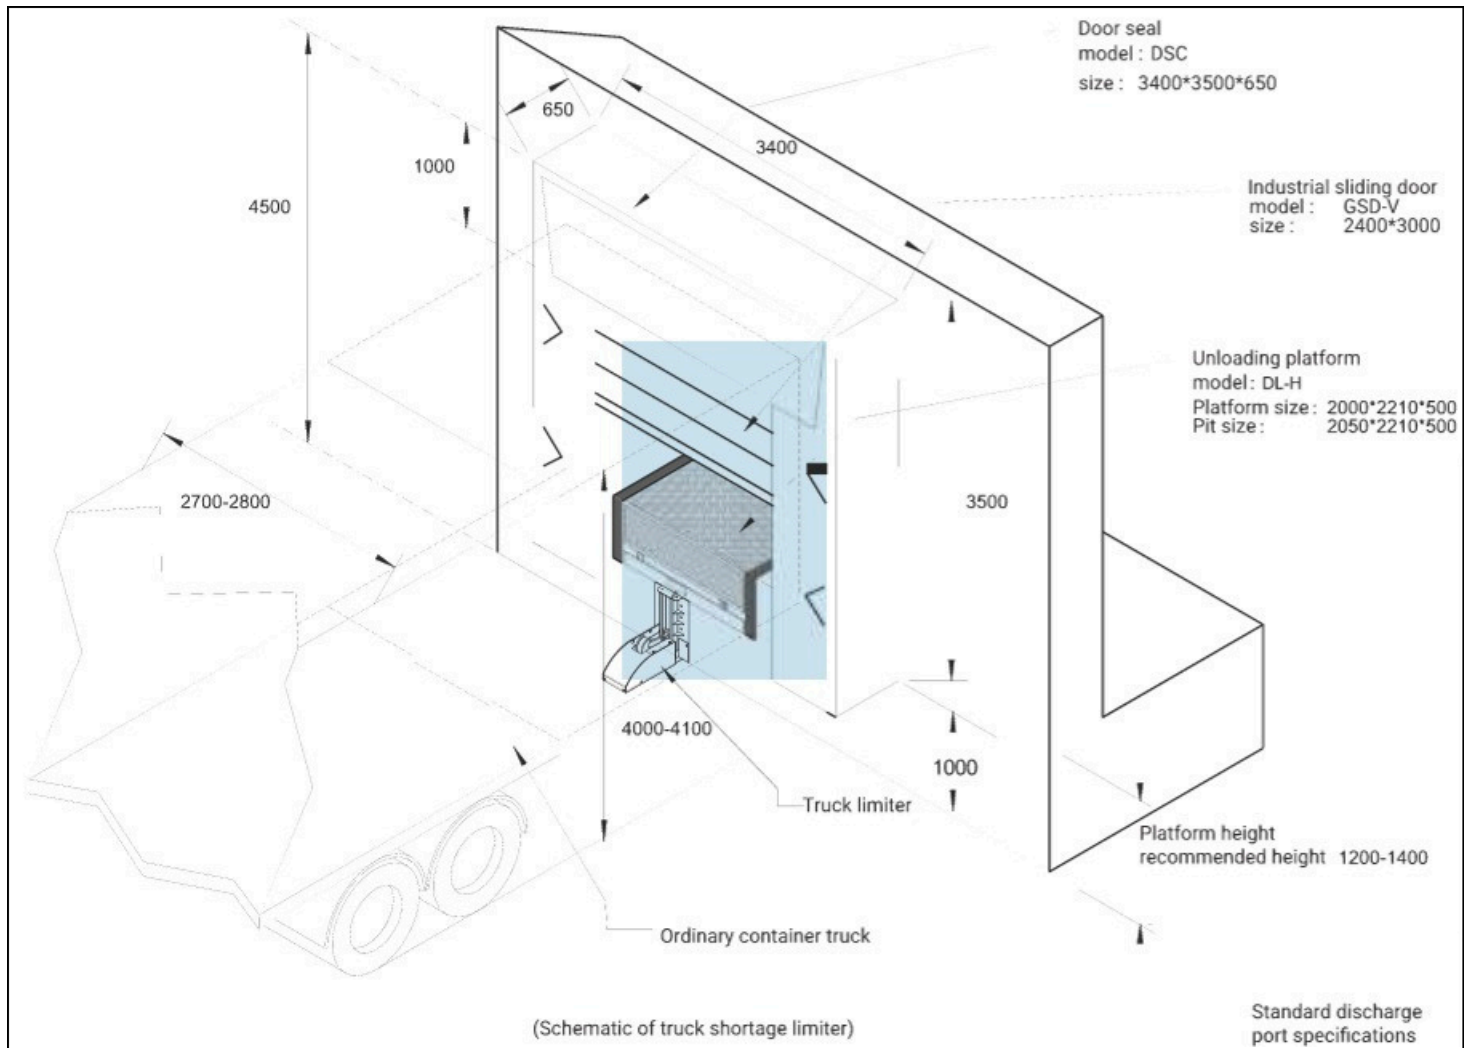 Door seal
model : DSC
size : 3400*3500*650
650
3400
1000
4500
Industrial sliding door
model : GSD-V
size : 2400*3000
Unloading platform
model : DL-H
Platform size : 2000*2210*500
Pit size : 2050*2210*500
2700-2800
3500
4000-4100
1000
Truck limiter
Platform height
recommended height 1200-1400
Ordinary container truck
(Schematic of truck shortage limiter)
Standard discharge
port specifications